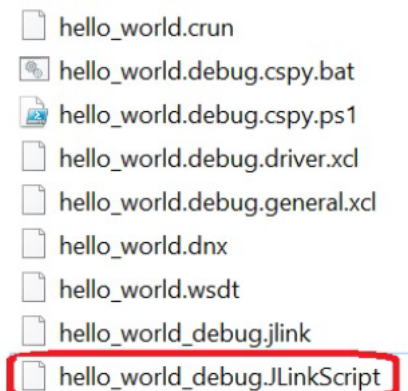 hello_world.crun
hello_world.debug.cspy.bat
hello_world.debug.cspy.ps1
hello_world.debug.driver.xcl
hello_world.debug.general.xcl
hello_world.dnx
hello_world.wsdt
hello_world_debug.jlink
hello_world_debug.JLinkScript